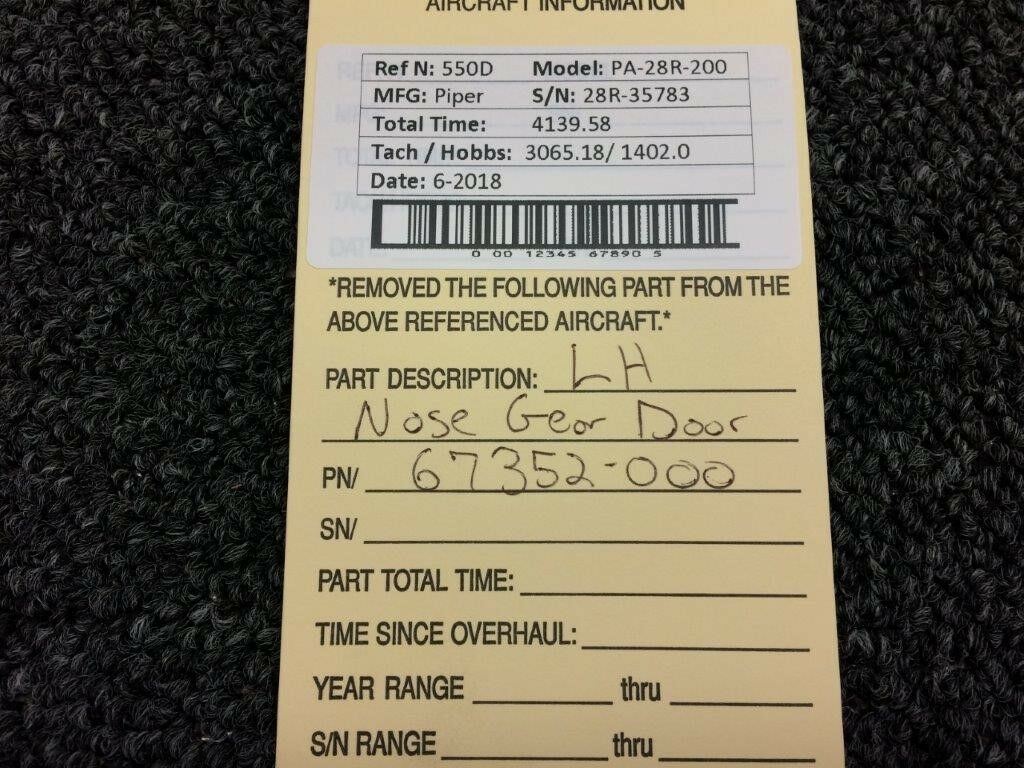 AIRCRAFT INFORMATION
Ref N: 550D Model: PA-28R-200
MFG: Piper S/N: 28R-35783
Total Time: 4139.58
Tach / Hobbs: 3065.18/ 1402.0
Date: 6-2018
0 00 12345 67890 5
*REMOVED THE FOLLOWING PART FROM THE
ABOVE REFERENCED AIRCRAFT.*
PART DESCRIPTION: LH
Nose Gear Door
PN/ 67352-000
SN/
PART TOTAL TIME:
TIME SINCE OVERHAUL:
YEAR RANGE thru
S/N RANGE thru